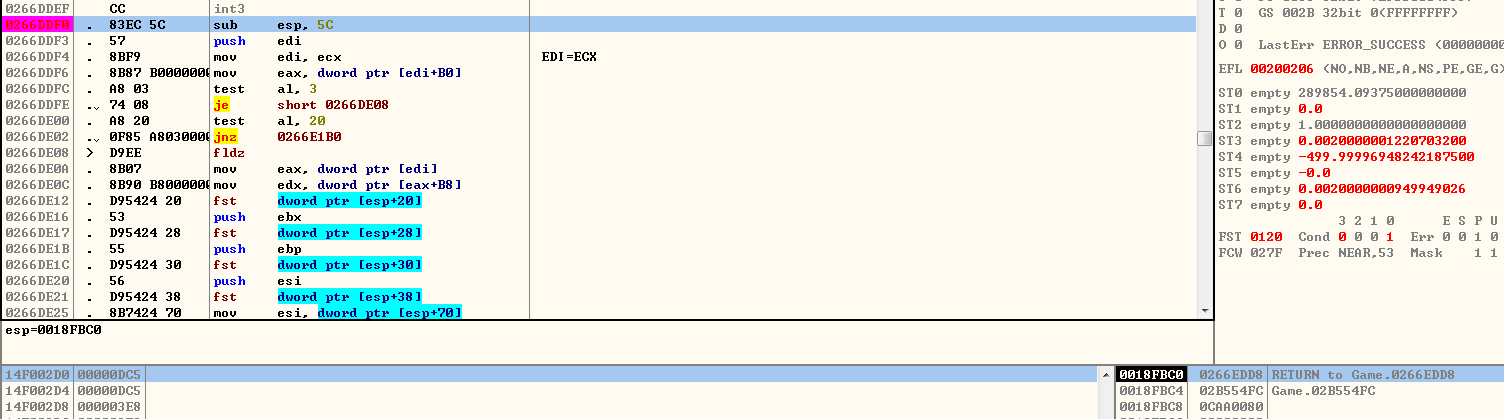 0266DDEF CC int3
0266DDF0 . 83EC 5C sub esp, 5C
0266DDF3 . 57 push edi
0266DDF4 . 8BF9 mov edi, ecx EDI=ECX
0266DDF6 . 8B87 B0000000 mov eax, dword ptr [edi+B0]
0266DDFC . A8 03 test al, 3
0266DDFE .⌄ 74 08 je short 0266DE08
0266DE00 . A8 20 test al, 20
0266DE02 .⌄ 0F85 A8030000 jnz 0266E1B0
0266DE08 > D9EE fldz
0266DE0A . 8B07 mov eax, dword ptr [edi]
0266DE0C . 8B90 B8000000 mov edx, dword ptr [eax+B8]
0266DE12 . D95424 20 fst dword ptr [esp+20]
0266DE16 . 53 push ebx
0266DE17 . D95424 28 fst dword ptr [esp+28]
0266DE1B . 55 push ebp
0266DE1C . D95424 30 fst dword ptr [esp+30]
0266DE20 . 56 push esi
0266DE21 . D95424 38 fst dword ptr [esp+38]
0266DE25 . 8B7424 70 mov esi, dword ptr [esp+70]
esp=0018FBC0
T 0 GS 002B 32bit 0(FFFFFFFF)
D 0
O 0 LastErr ERROR_SUCCESS (00000000
EFL 00200206 (NO,NB,NE,A,NS,PE,GE,G)
ST0 empty 289854.09375000000000
ST1 empty 0.0
ST2 empty 1.0000000000000000000
ST3 empty 0.0020000001220703200
ST4 empty -499.99996948242187500
ST5 empty -0.0
ST6 empty 0.0020000000949949026
ST7 empty 0.0
3 2 1 0 E S P U
FST 0120 Cond 0 0 0 1 Err 0 0 1 0
FCW 027F Prec NEAR,53 Mask 1 1
14F002D0 00000DC5
14F002D4 00000DC5
14F002D8 000003E8
0018FBC0 0266EDD8 RETURN to Game.0266EDD8
0018FBC4 02B554FC Game.02B554FC
0018FBC8 0CAA0080